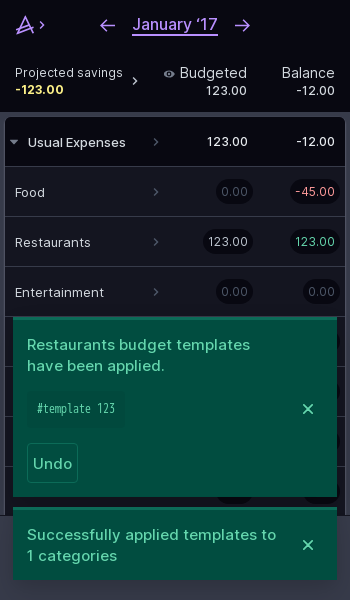 January ‘17
Projected savings
-123.00
Budgeted
123.00
Balance
-12.00
Usual Expenses 123.00 -12.00
Food 0.00 -45.00
Restaurants 123.00 123.00
Entertainment 0.00 0.00
Restaurants budget templates
have been applied.
#template 123
Undo
Successfully applied templates to
1 categories